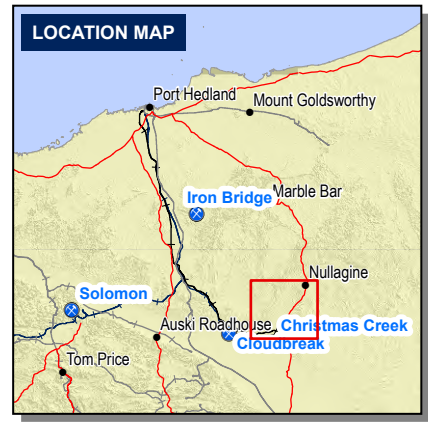 LOCATION MAP
Port Hedland
Mount Goldsworthy
Marble Bar
Iron Bridge
Nullagine
Solomon
Auski Roadhouse
Christmas Creek
Cloudbreak
Tom Price